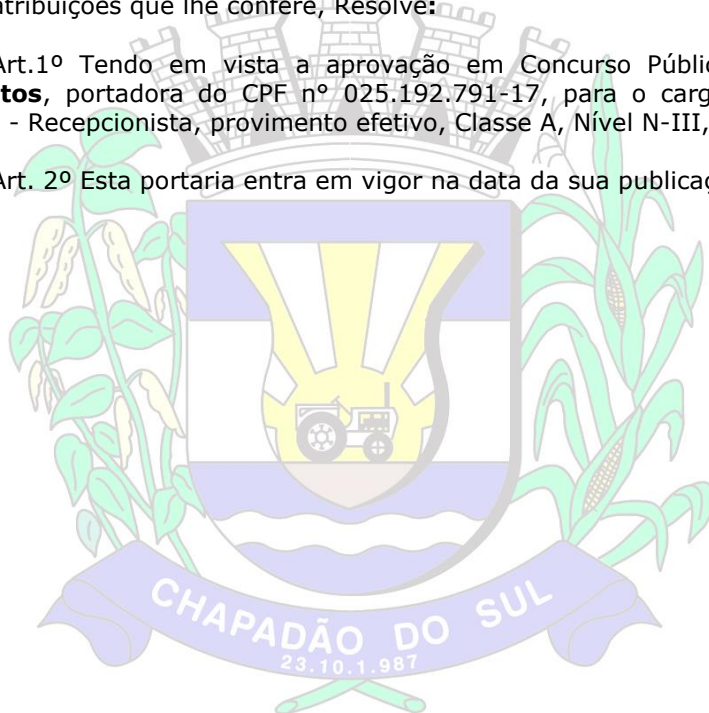 atribuições que lhe confere, Resolve:
Art.1º Tendo em vista a aprovação em Concurso Públic
tos, portadora do CPF n° 025.192.791-17, para o carg
- Recepcionista, provimento efetivo, Classe A, Nível N-III,
Art. 2º Esta portaria entra em vigor na data da sua publicaç
CHAPADÃO DO SUL
23.10.1.987